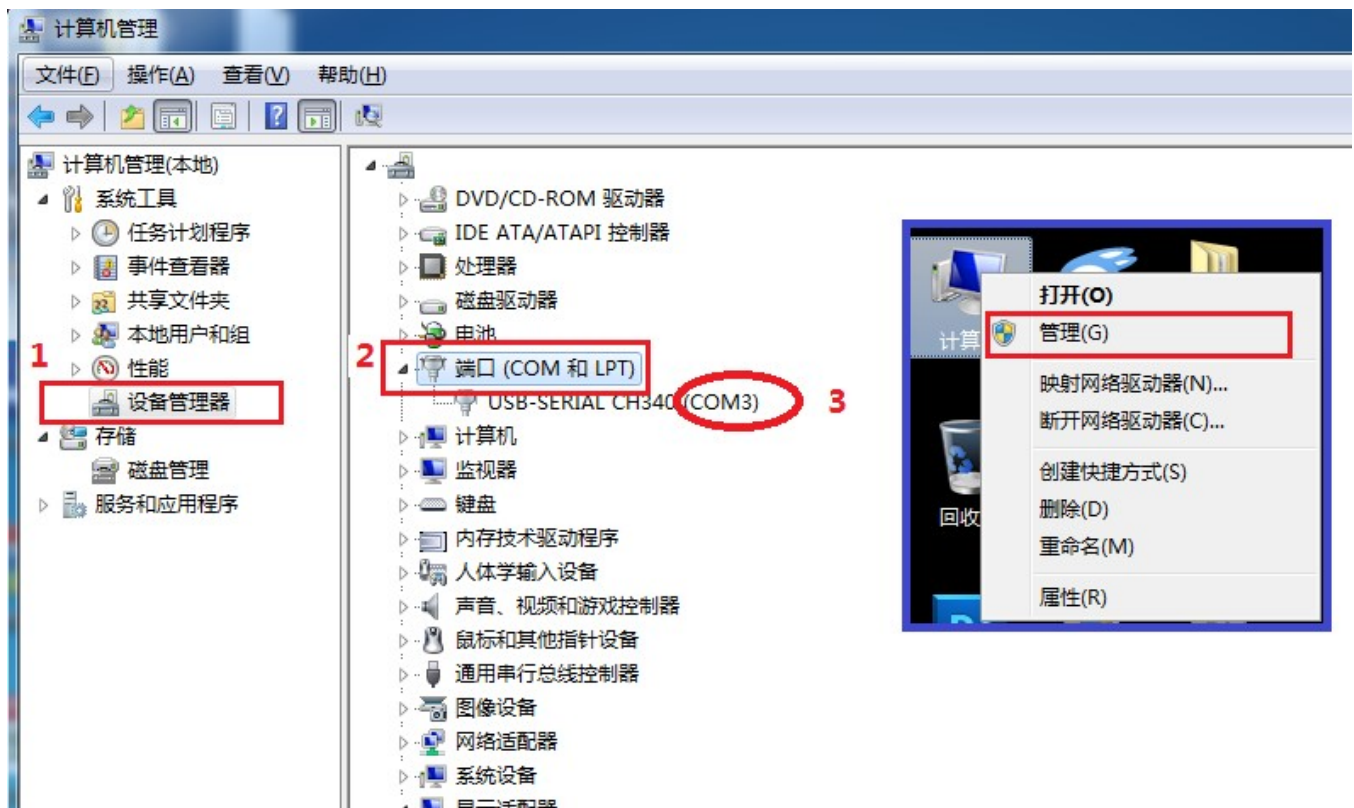 计算机管理
文件(F) 操作(A) 查看(V) 帮助(H)
计算机管理(本地)
系统工具
任务计划程序
事件查看器
共享文件夹
本地用户和组
1
性能
设备管理器
存储
磁盘管理
服务和应用程序
DVD/CD-ROM 驱动器
IDE ATA/ATAPI 控制器
处理器
磁盘驱动器
电池
2
端口 (COM 和 LPT)
USB-SERIAL CH340 (COM3)
3
计算机
监视器
键盘
内存技术驱动程序
人体学输入设备
声音、视频和游戏控制器
鼠标和其他指针设备
通用串行总线控制器
图像设备
网络适配器
系统设备
显示适配器
计算
回收
打开(O)
管理(G)
映射网络驱动器(N)...
断开网络驱动器(C)...
创建快捷方式(S)
删除(D)
重命名(M)
属性(R)